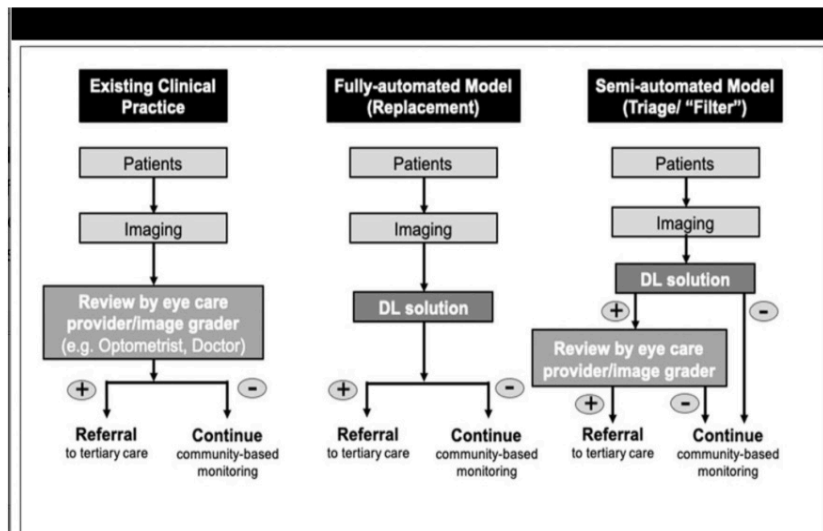 Existing Clinical
Practice
Patients
Imaging
Review by eye care
provider/image grader
(e.g. Optometrist, Doctor)
+
-
Referral
to tertiary care
Continue
community-based
monitoring
Fully-automated Model
(Replacement)
Patients
Imaging
DL solution
+
-
Referral
to tertiary care
Continue
community-based
monitoring
Semi-automated Model
(Triage/ “Filter”)
Patients
Imaging
DL solution
+
-
Review by eye care
provider/image grader
+
-
Referral
to tertiary care
Continue
community-based
monitoring